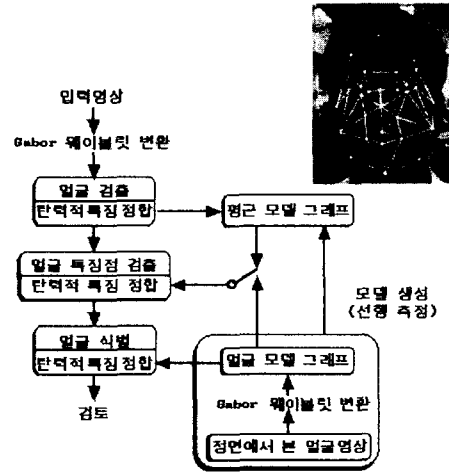 입력영상
Gabor 웨이블릿 변환
얼굴 검출
탄력적특징정합
평균 모델 그래프
얼굴 특징점 검출
탄력적 특징 정합
모델 생성
(선행 측정)
얼굴 식별
탄력적특징정합
얼굴 모델 그래프
Gabor 웨이블릿 변환
검토
정면에서 본 얼굴영상